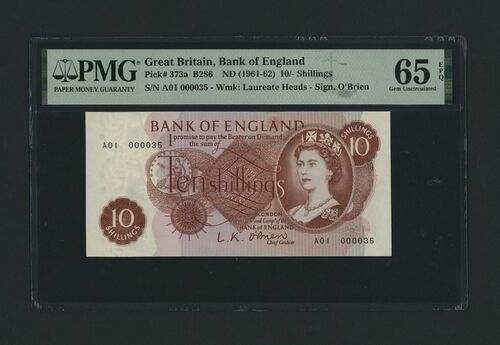 PMG
PAPER MONEY GUARANTY
Great Britain, Bank of England
Pick# 373a B286 ND (1961-62) 10/- Shillings
S/N A01 000035 - Wmk: Laureate Heads - Sign. O'Brien
65 EPQ
Gem Uncirculated
BANK OF ENGLAND
A01 000035
I promise to pay the Bearer on Demand
the sum of
Ten shillings
10 SHILLINGS
10 SHILLINGS
LONDON
and Compª of the
BANK OF ENGLAND
L.K. O'Brien
Chief Cashier
A01 000035